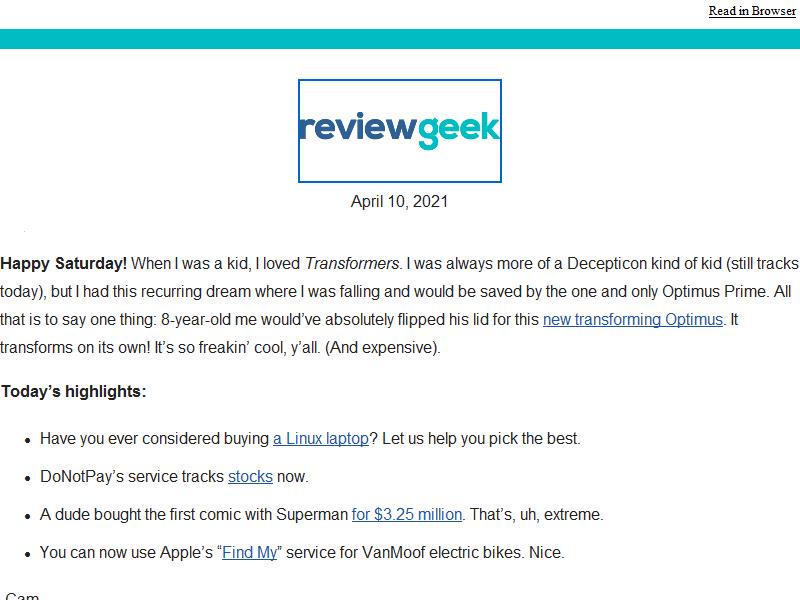 Read in Browser
reviewgeek
April 10, 2021
Happy Saturday! When I was a kid, I loved Transformers. I was always more of a Decepticon kind of kid (still tracks
today), but I had this recurring dream where I was falling and would be saved by the one and only Optimus Prime. All
that is to say one thing: 8-year-old me would’ve absolutely flipped his lid for this new transforming Optimus. It
transforms on its own! It’s so freakin’ cool, y’all. (And expensive).
Today’s highlights:
• Have you ever considered buying a Linux laptop? Let us help you pick the best.
• DoNotPay’s service tracks stocks now.
• A dude bought the first comic with Superman for $3.25 million. That’s, uh, extreme.
• You can now use Apple’s “Find My” service for VanMoof electric bikes. Nice.
Cam